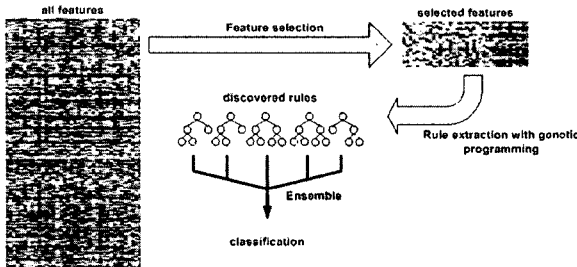 all features
Feature selection
selected features
discovered rules
Rule extraction with genetic
programming
Ensemble
classification